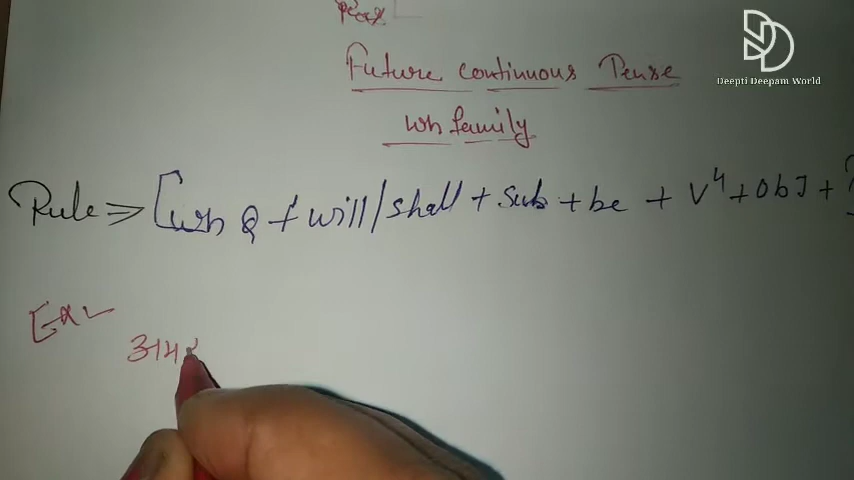 Deepti Deepam World
Future continuous Tense
wh family
Rule => [wh Q + will/shall + Sub + be + V4 + Obj + ?
Ex